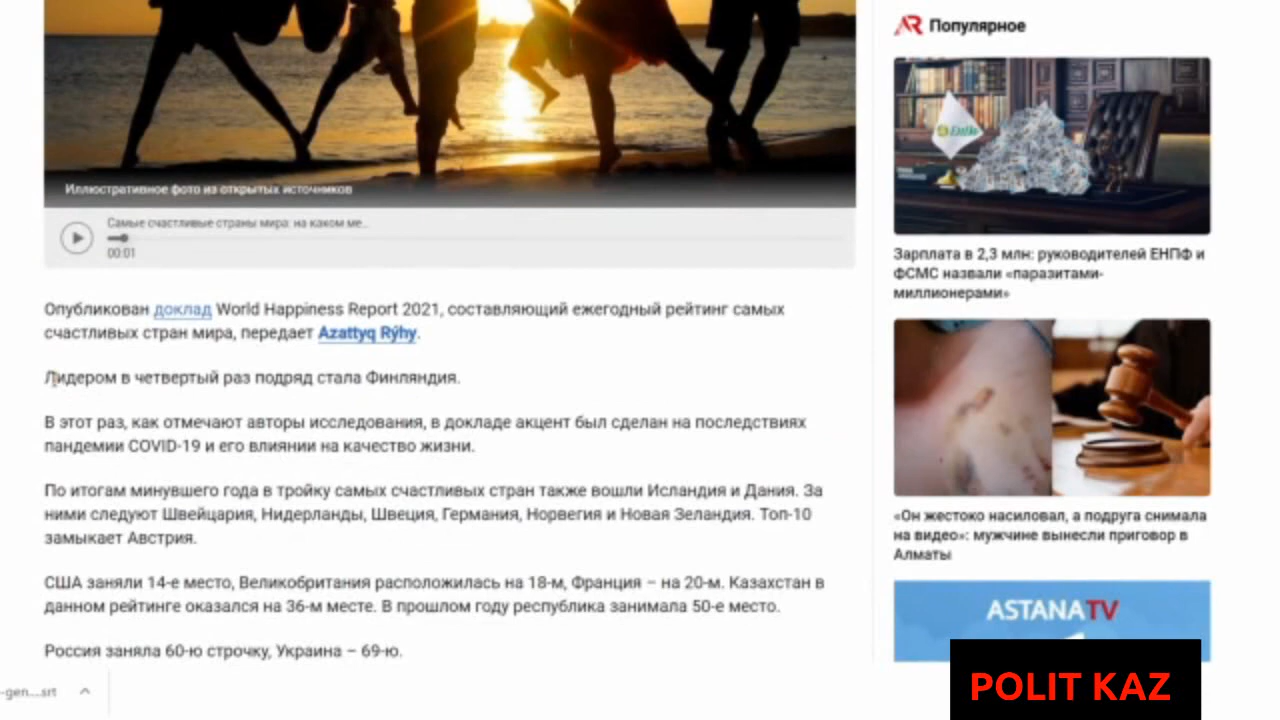 Иллюстративное фото из открытых источников
Самые счастливые страны мира: на каком ме...
00:01
Опубликован доклад World Happiness Report 2021, составляющий ежегодный рейтинг самых
счастливых стран мира, передает Azattyq Rýhy.
Лидером в четвертый раз подряд стала Финляндия.
В этот раз, как отмечают авторы исследования, в докладе акцент был сделан на последствиях
пандемии COVID-19 и его влиянии на качество жизни.
По итогам минувшего года в тройку самых счастливых стран также вошли Исландия и Дания. За
ними следуют Швейцария, Нидерланды, Швеция, Германия, Норвегия и Новая Зеландия. Топ-10
замыкает Австрия.
США заняли 14-е место, Великобритания расположилась на 18-м, Франция – на 20-м. Казахстан в
данном рейтинге оказался на 36-м месте. В прошлом году республика занимала 50-е место.
Россия заняла 60-ю строчку, Украина – 69-ю.
-gen....srt
AR Популярное
Зарплата в 2,3 млн: руководителей ЕНПФ и
ФСМС назвали «паразитами-
миллионерами»
«Он жестоко насиловал, а подруга снимала
на видео»: мужчине вынесли приговор в
Алматы
ASTANATV
POLIT KAZ